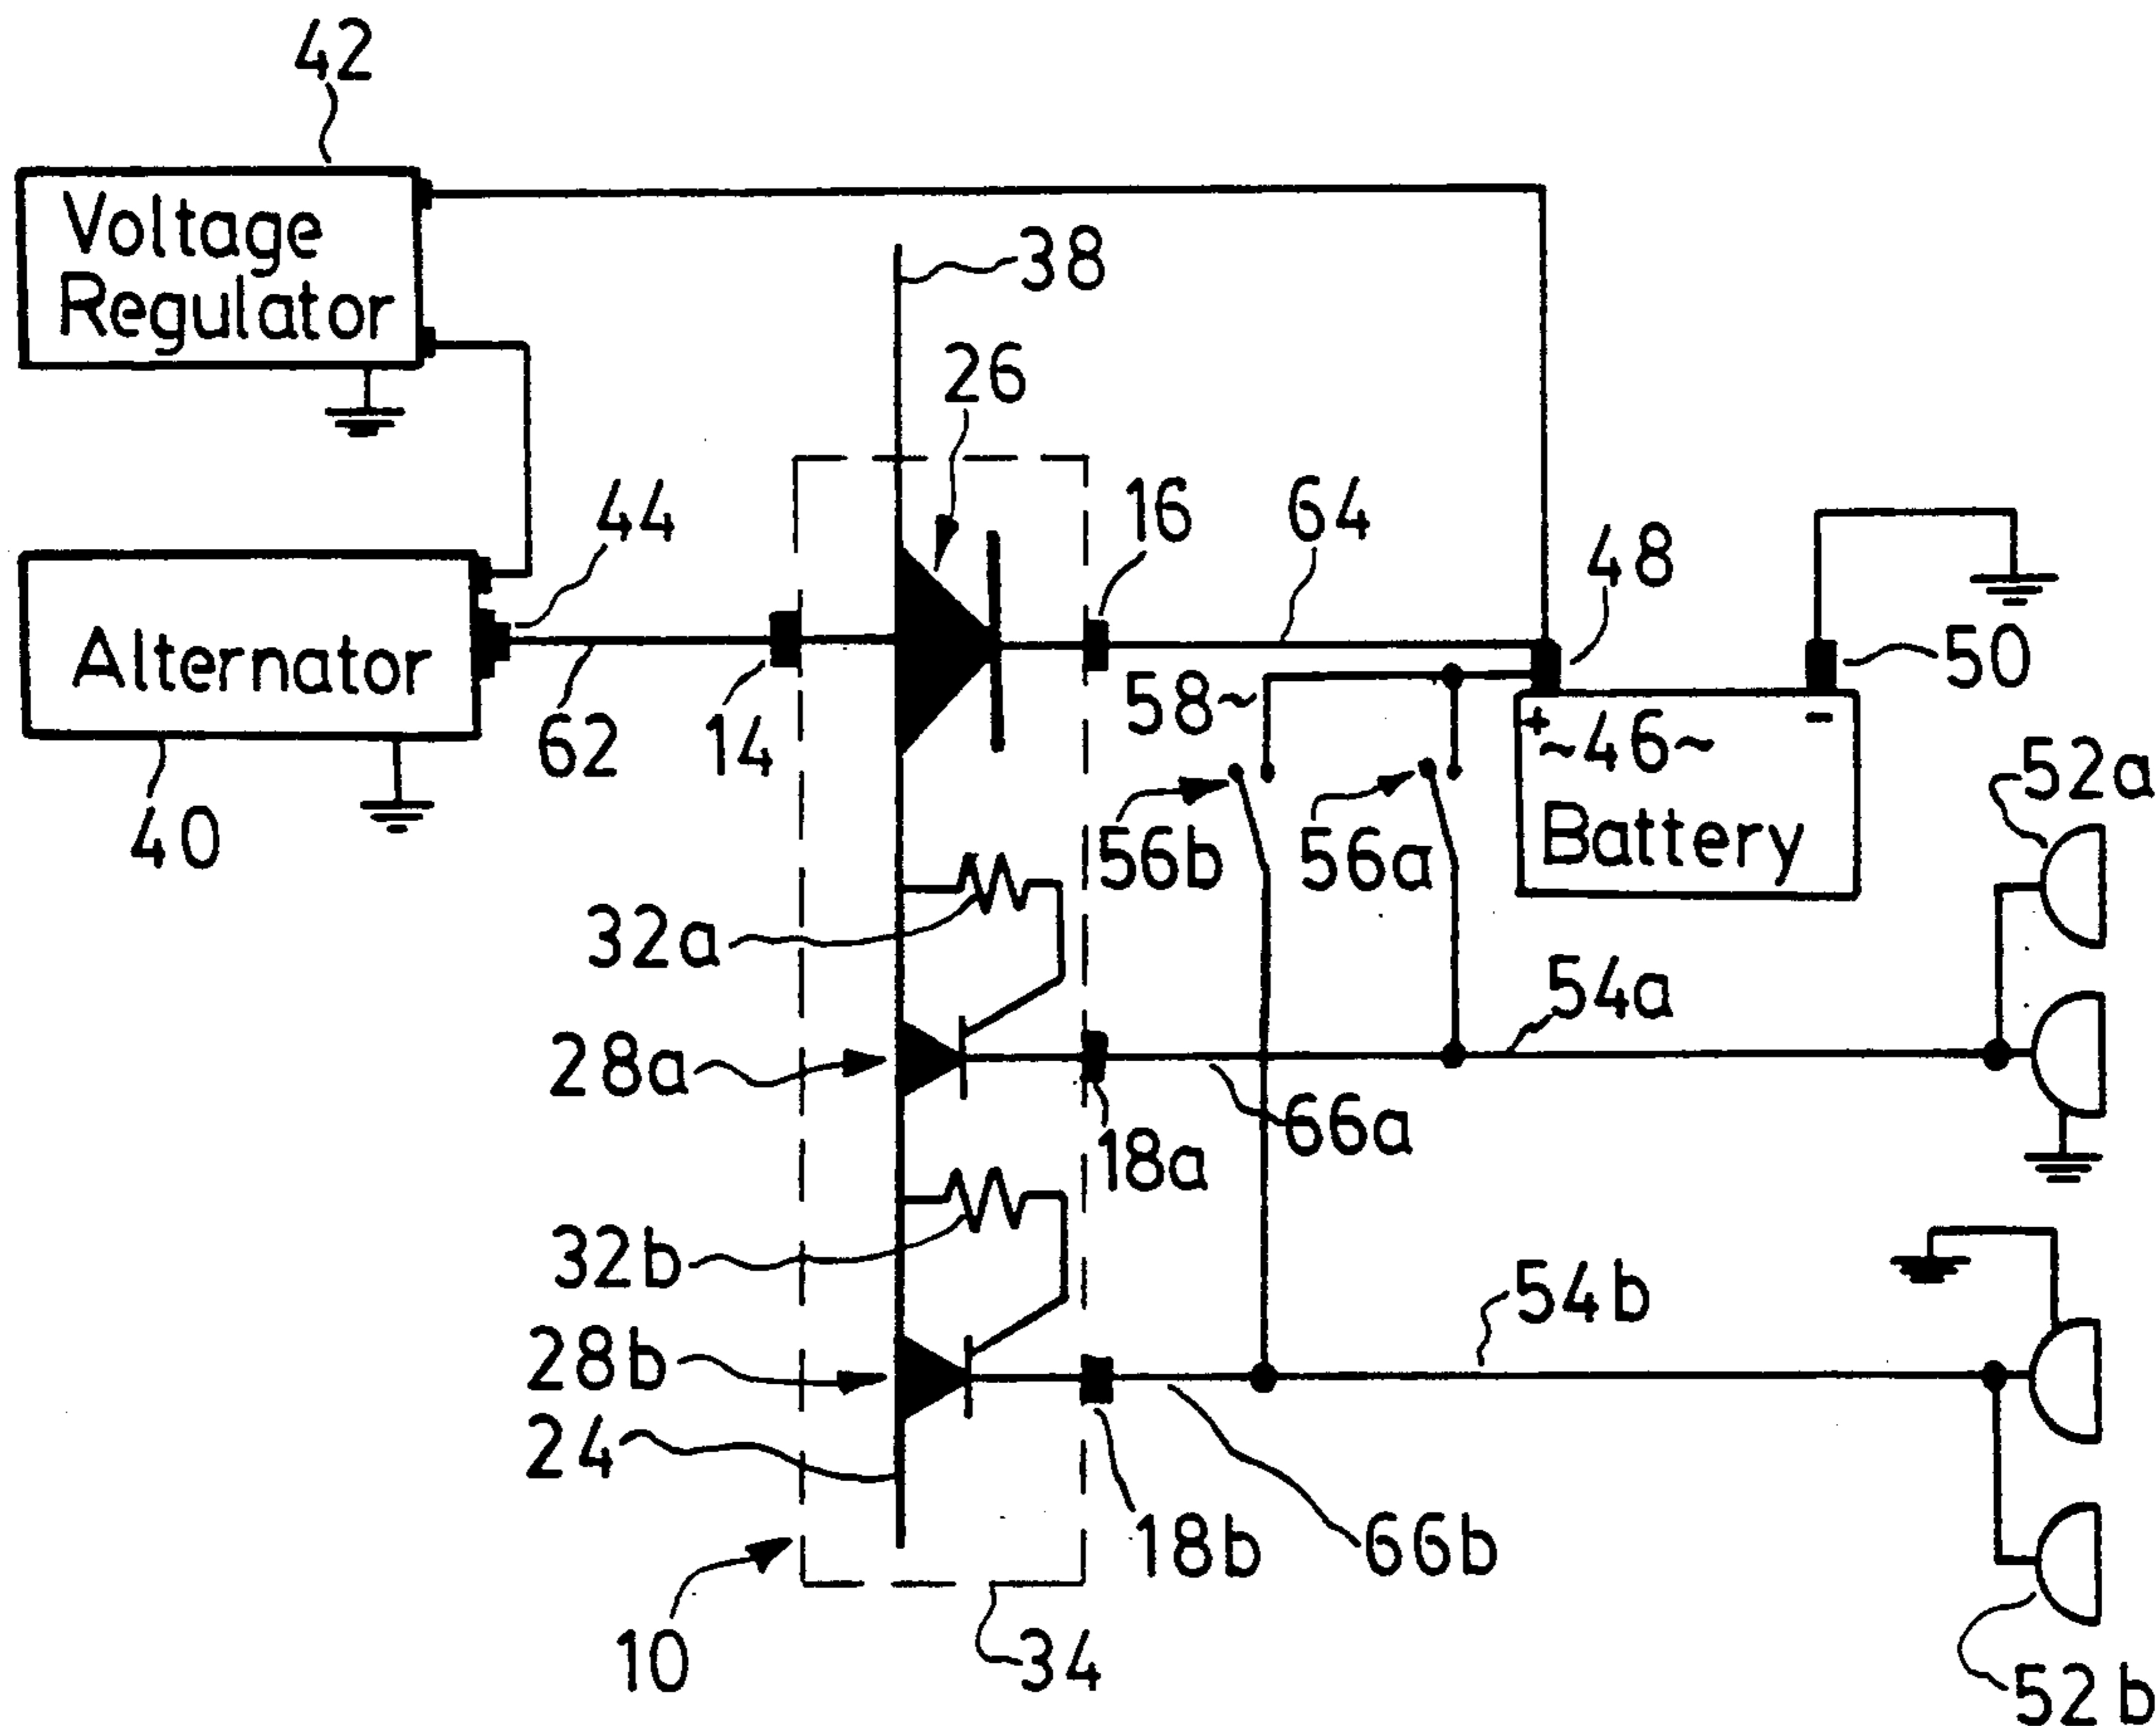 42
Voltage
Regulator
38
26
44
16
64
48
Alternator
62
14
58~
50
+ -
~46~
Battery
40
56b
56a
52a
32a
54a
28a
66a
18a
32b
54b
28b
24
18b
66b
10
34
52b